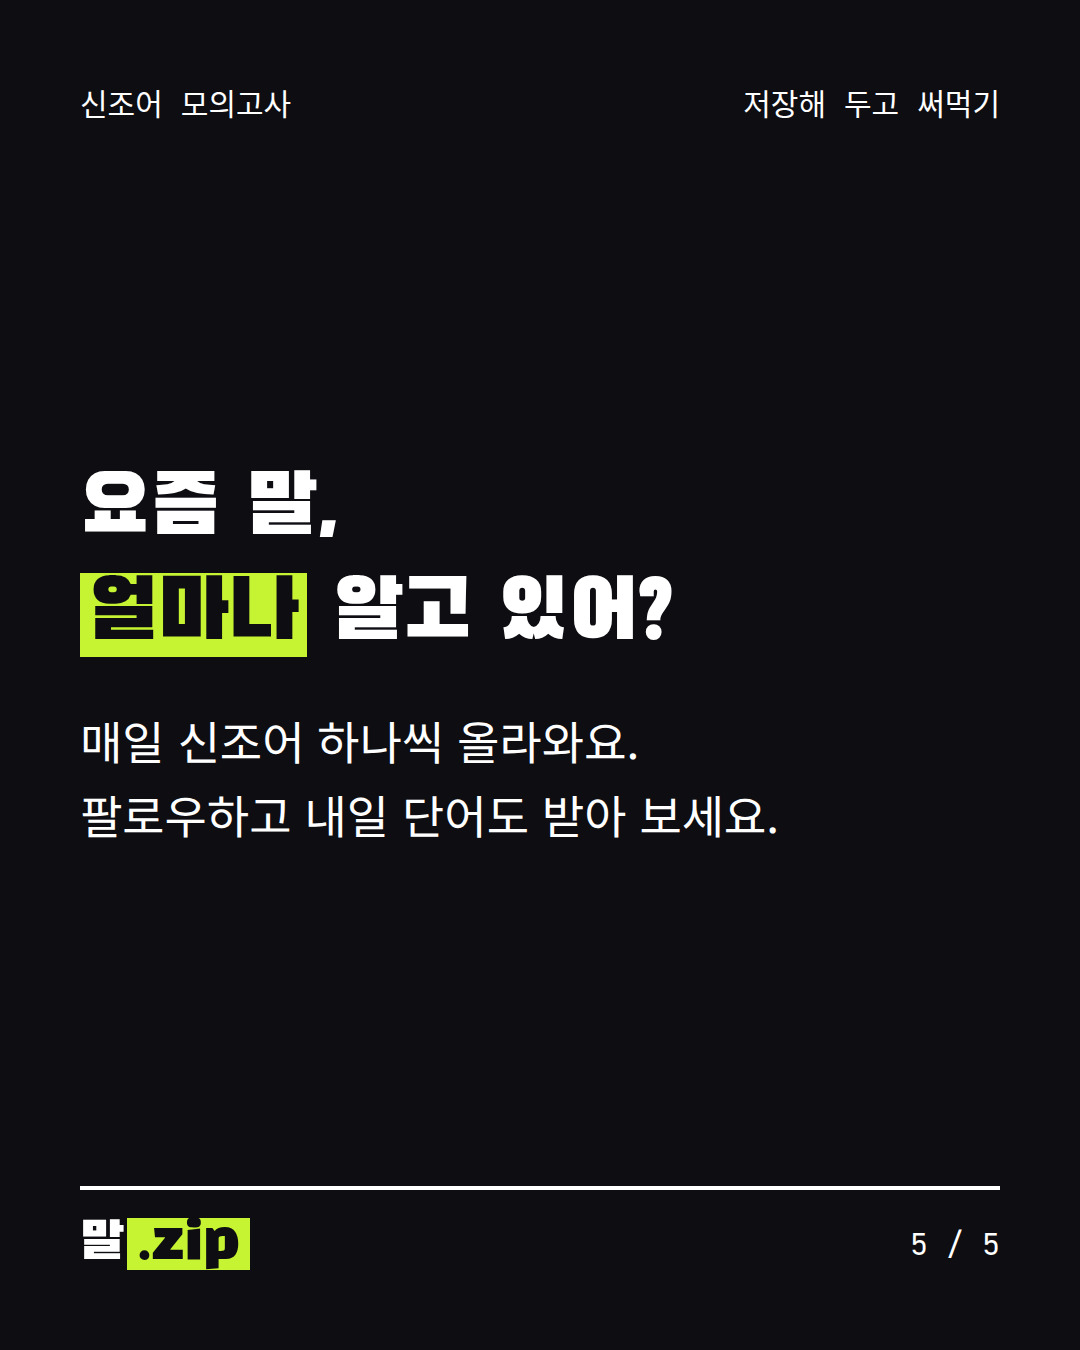 신조어 모의고사
저장해 두고 써먹기
요즘 말,
얼마나 알고 있어?
매일 신조어 하나씩 올라와요.
팔로우하고 내일 단어도 받아 보세요.
말.zip
5 / 5